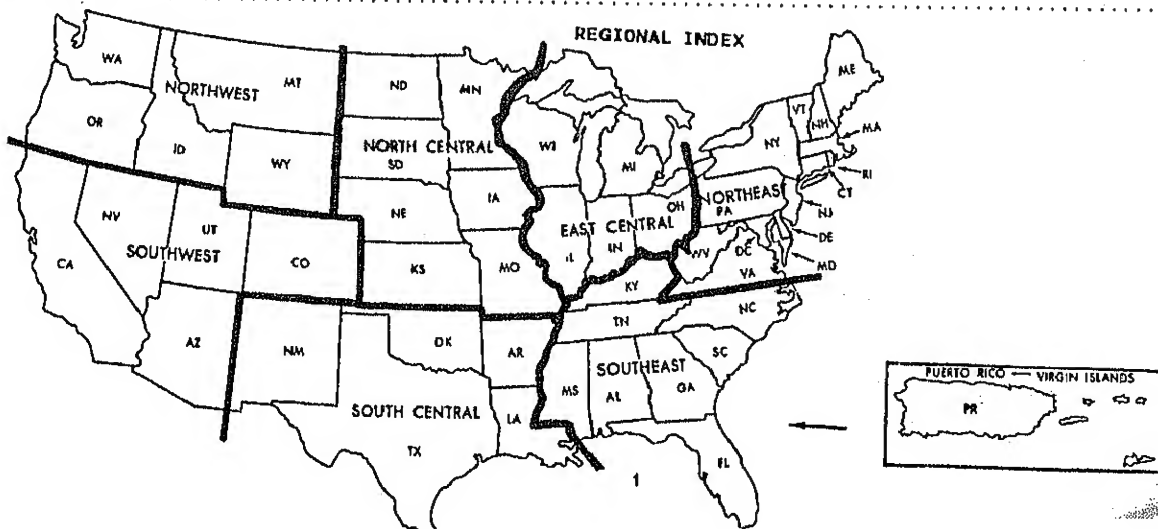 REGIONAL INDEX
WA
MT
ND
MN
ME
NORTHWEST
VT
NH
OR
ID
WY
NORTH CENTRAL
SD
WI
MI
NY
MA
RI
CT
NV
UT
NE
IA
OH
NORTHEAST
PA
NJ
SOUTHWEST
EAST CENTRAL
IL
IN
WV
DC
DE
MD
CA
CO
KS
MO
KY
VA
AZ
NM
OK
AR
TN
NC
SOUTHEAST
SC
MS
AL
GA
SOUTH CENTRAL
LA
TX
FL
1
PUERTO RICO
VIRGIN ISLANDS
PR